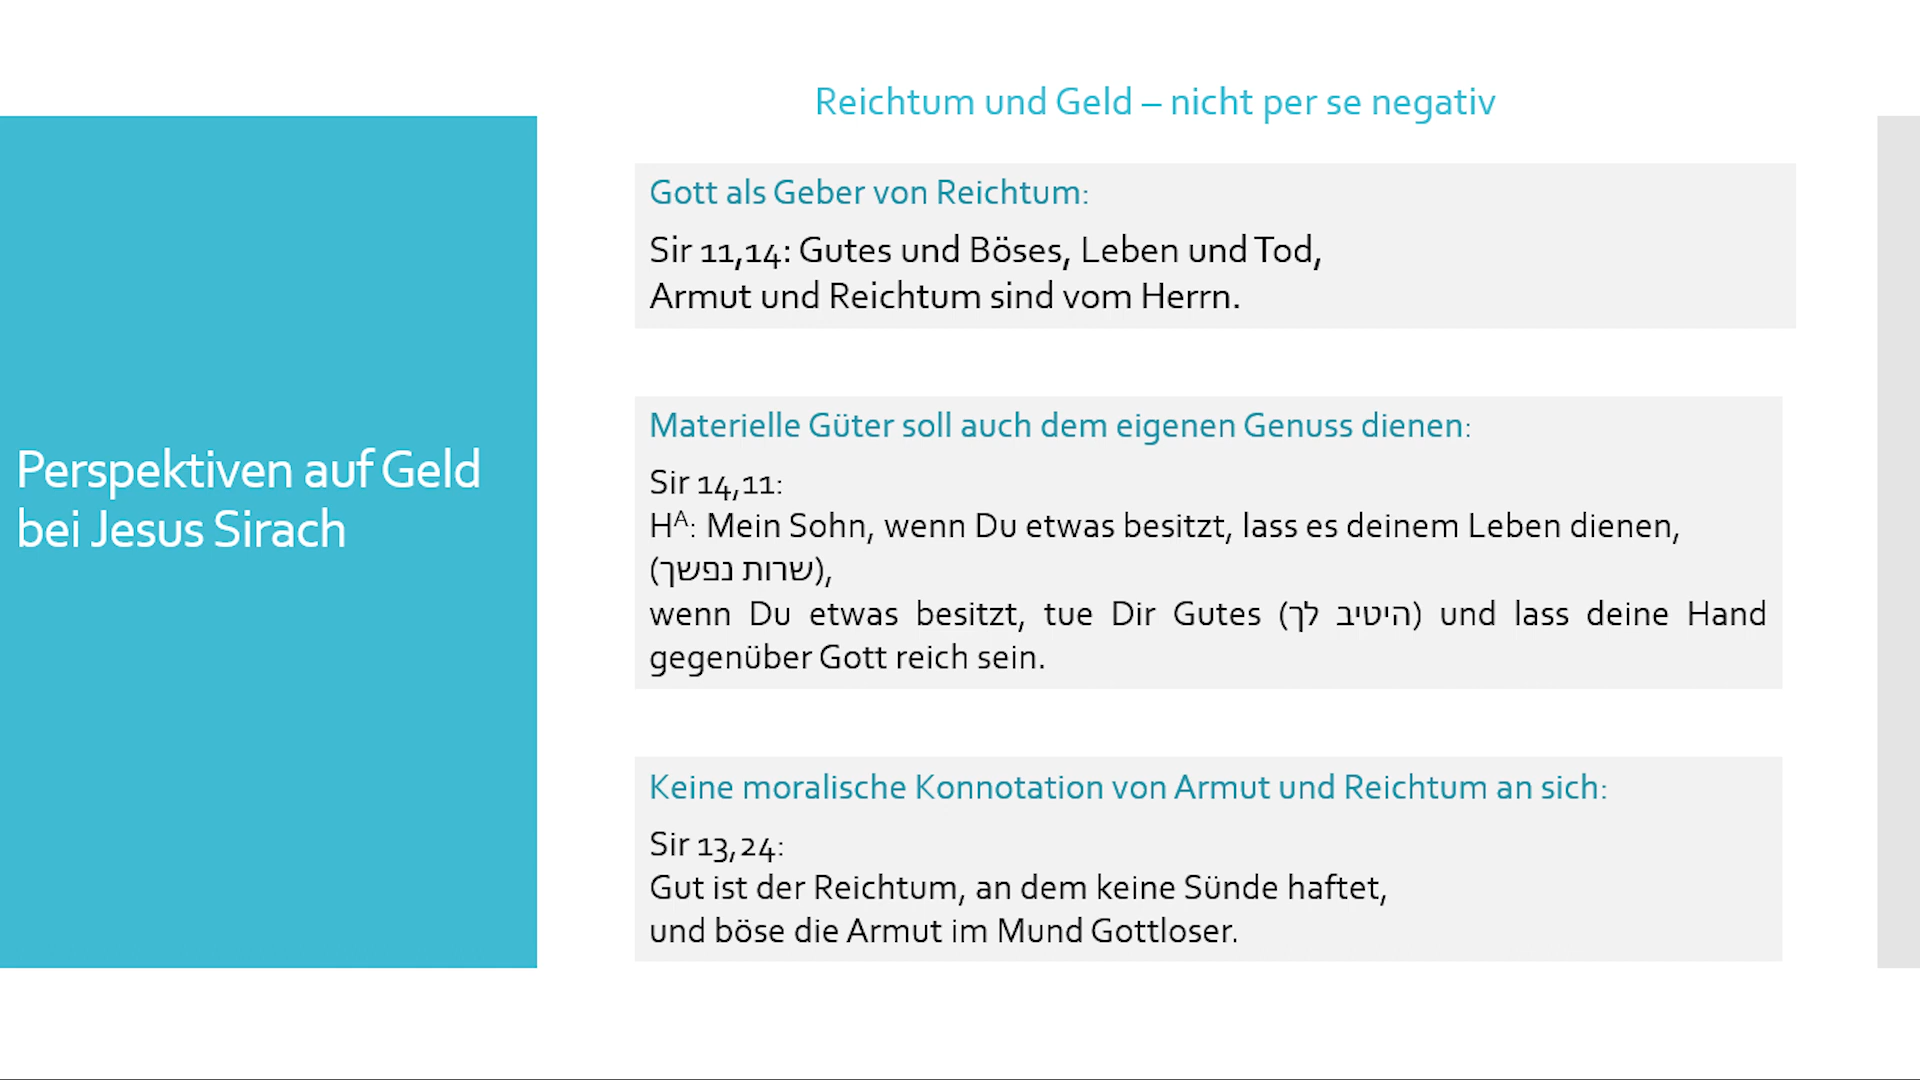 Perspektiven auf Geld
bei Jesus Sirach
Reichtum und Geld – nicht per se negativ
Gott als Geber von Reichtum:
Sir 11,14: Gutes und Böses, Leben und Tod,
Armut und Reichtum sind vom Herrn.
Materielle Güter soll auch dem eigenen Genuss dienen:
Sir 14,11:
Hᴬ: Mein Sohn, wenn Du etwas besitzt, lass es deinem Leben dienen,
(שרות נפשך),
wenn Du etwas besitzt, tue Dir Gutes (היטיב לך) und lass deine Hand
gegenüber Gott reich sein.
Keine moralische Konnotation von Armut und Reichtum an sich:
Sir 13,24:
Gut ist der Reichtum, an dem keine Sünde haftet,
und böse die Armut im Mund Gottloser.